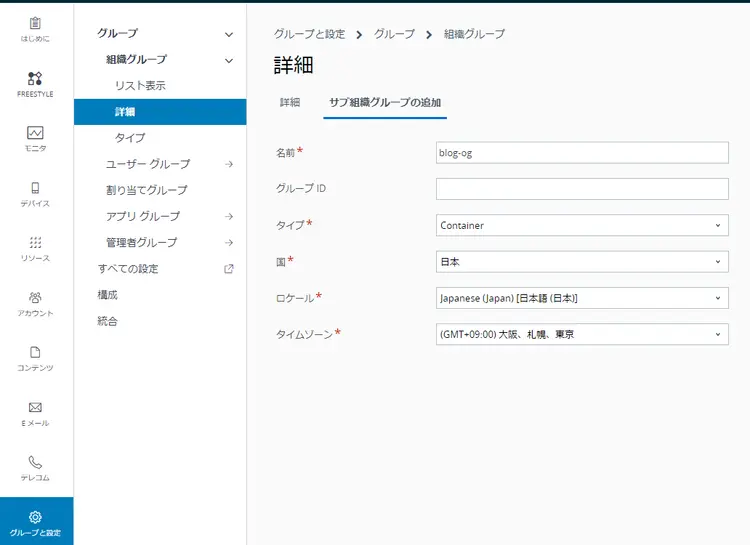 はじめに
FREESTYLE
モニタ
デバイス
リソース
アカウント
コンテンツ
E メール
テレコム
グループと設定
グループ
組織グループ
リスト表示
詳細
タイプ
ユーザー グループ
割り当てグループ
アプリ グループ
管理者グループ
すべての設定
構成
統合
グループと設定 グループ 組織グループ
詳細
詳細 サブ組織グループの追加
名前* blog-og
グループ ID
タイプ* Container
国* 日本
ロケール* Japanese (Japan) [日本語 (日本)]
タイムゾーン* (GMT+09:00) 大阪、札幌、東京